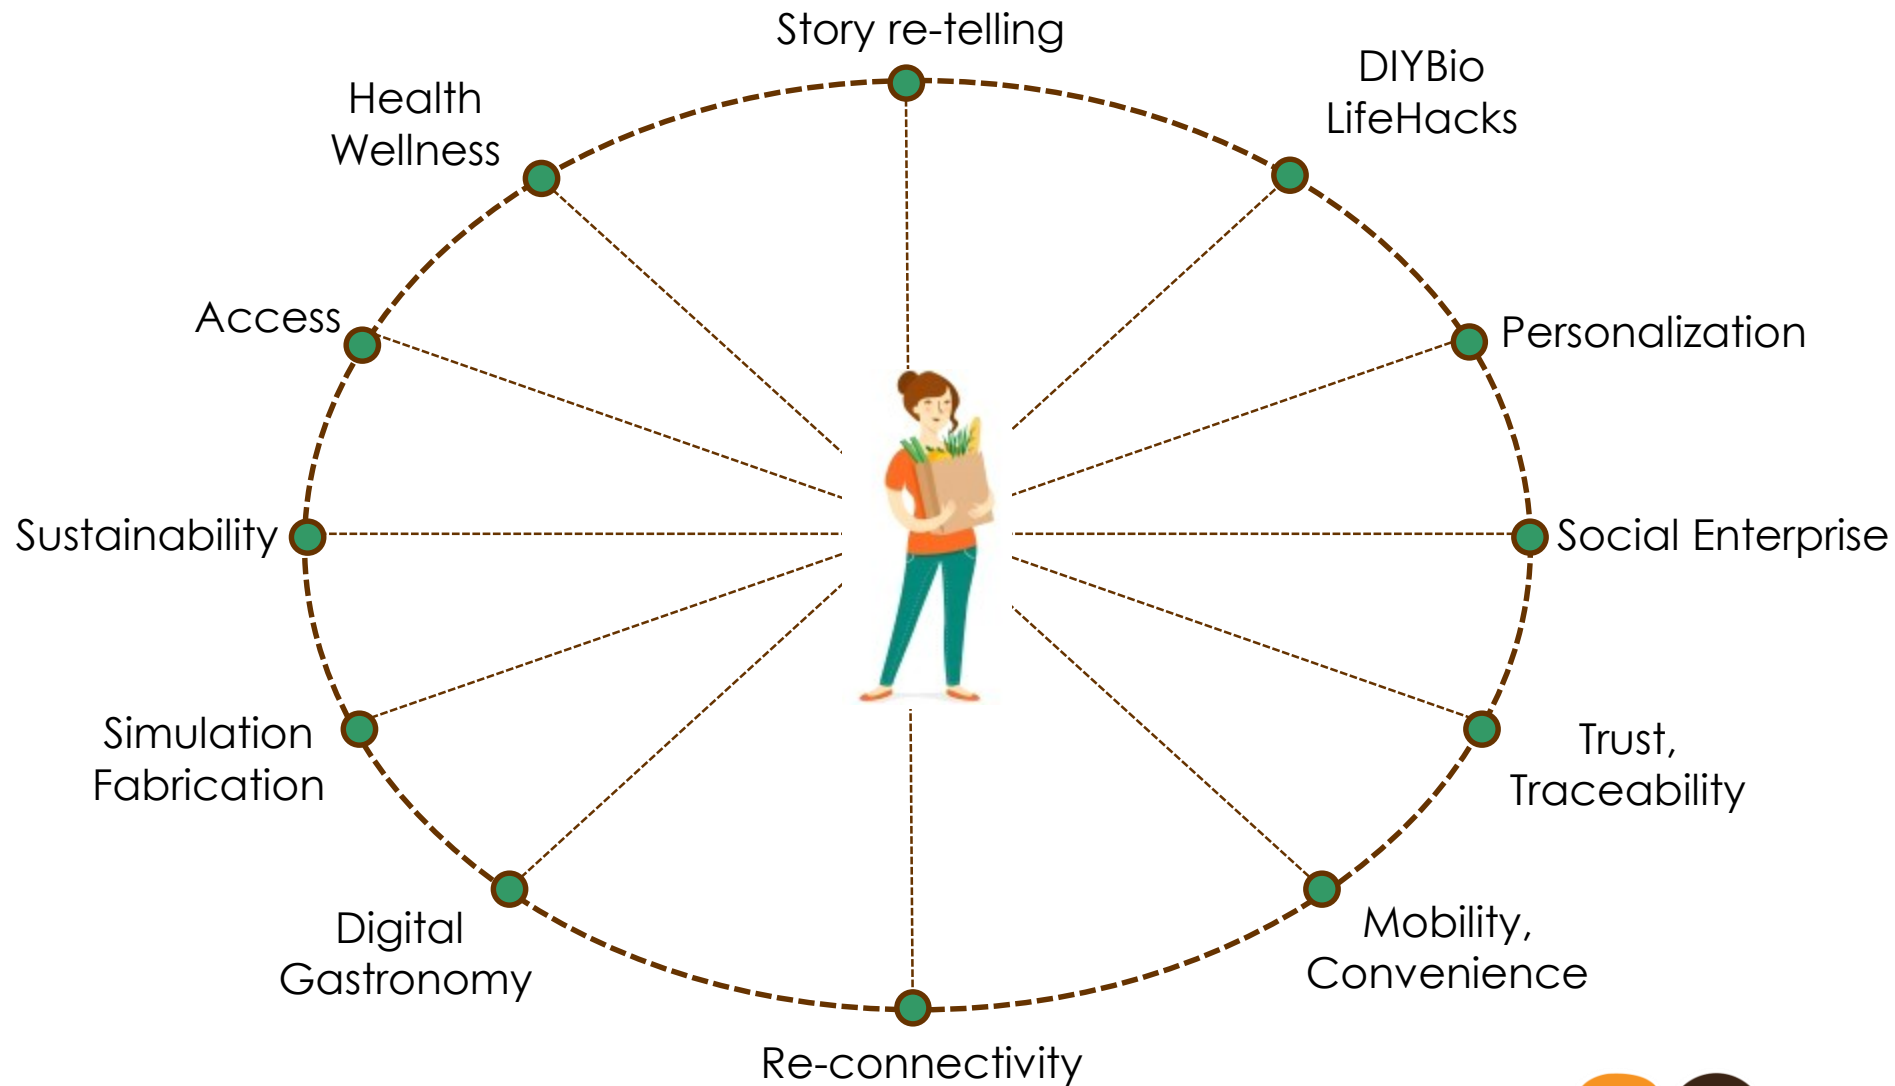 Story re-telling
DIYBio
LifeHacks
Health
Wellness
Access
Personalization
Sustainability
Social Enterprise
Simulation
Fabrication
Trust,
Traceability
Digital
Gastronomy
Mobility,
Convenience
Re-connectivity